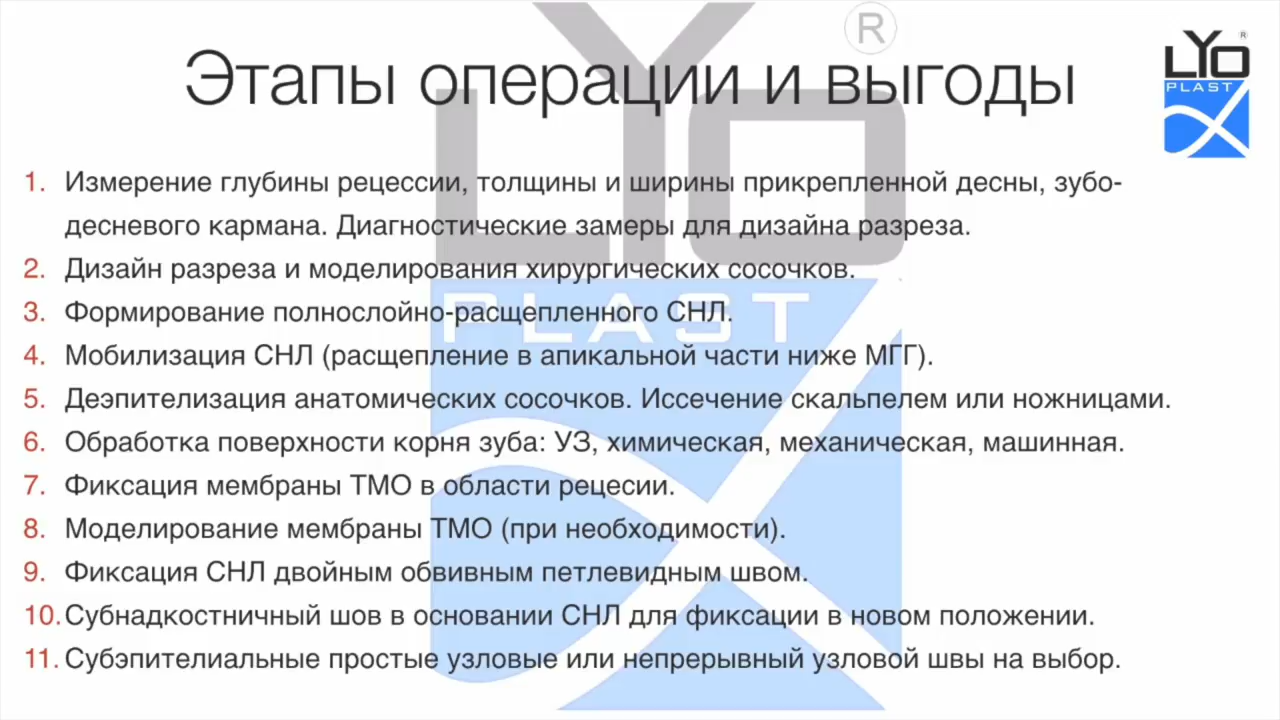 Этапы операции и выгоды
LYO
PLAST
®
LYO
PLAST
®
1. Измерение глубины рецессии, толщины и ширины прикрепленной десны, зубо-
десневого кармана. Диагностические замеры для дизайна разреза.
2. Дизайн разреза и моделирования хирургических сосочков.
3. Формирование полнослойно-расщепленного СНЛ.
4. Мобилизация СНЛ (расщепление в апикальной части ниже МГГ).
5. Деэпителизация анатомических сосочков. Иссечение скальпелем или ножницами.
6. Обработка поверхности корня зуба: УЗ, химическая, механическая, машинная.
7. Фиксация мембраны ТМО в области рецесии.
8. Моделирование мембраны ТМО (при необходимости).
9. Фиксация СНЛ двойным обвивным петлевидным швом.
10. Субнадкостничный шов в основании СНЛ для фиксации в новом положении.
11. Субэпителиальные простые узловые или непрерывный узловой швы на выбор.